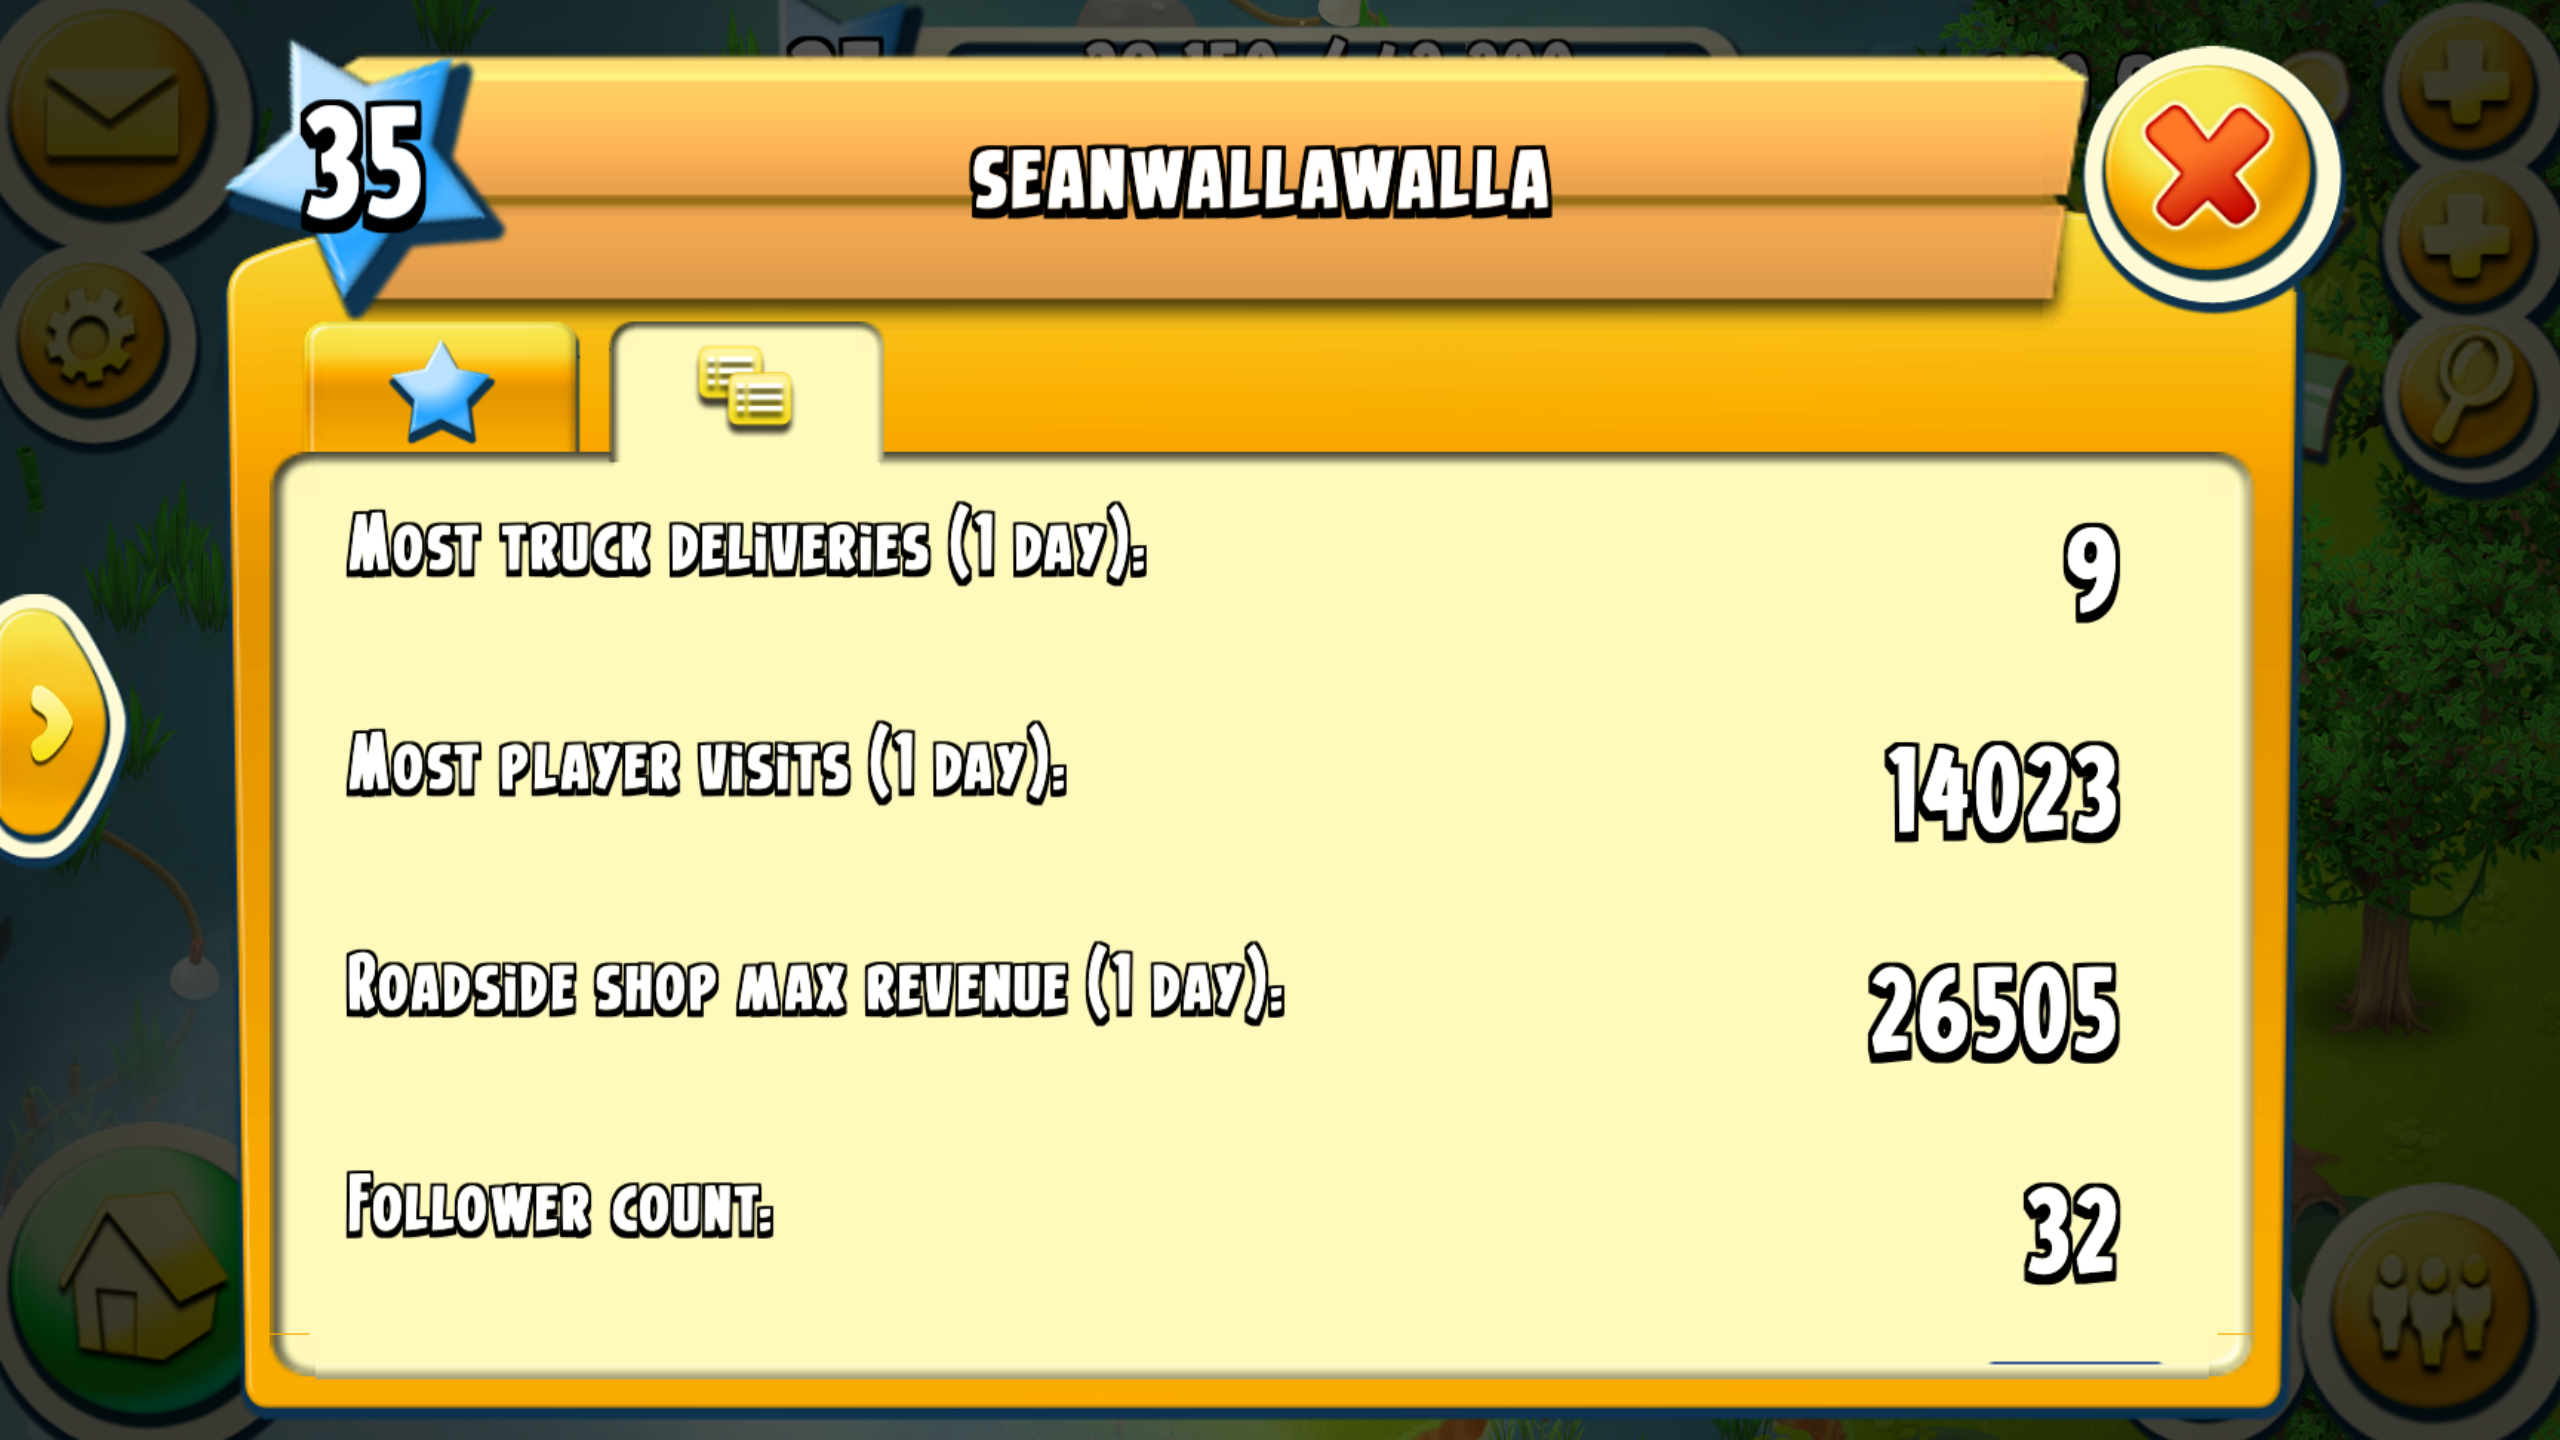 35
SEANWALLAWALLA
Most truck deliveries (1 day):
9
Most player visits (1 day):
14023
Roadside shop max revenue (1 day):
26505
Follower count:
32